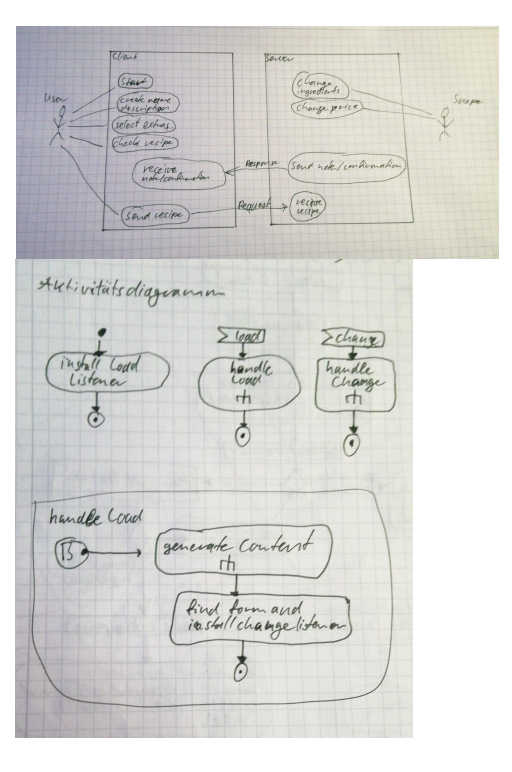 Client
Server
User
Start
create name
description
select extras
check recipe
receive
note/confirmation
Response
Send note/confirmation
Send recipe
Request
receive
recipe
Change
ingredients
Change price
Aktivitätsdiagramm
install Load
Listener
load
handle
Load
change
handle
Change
handle Load
generate Content
find form and
install change listener